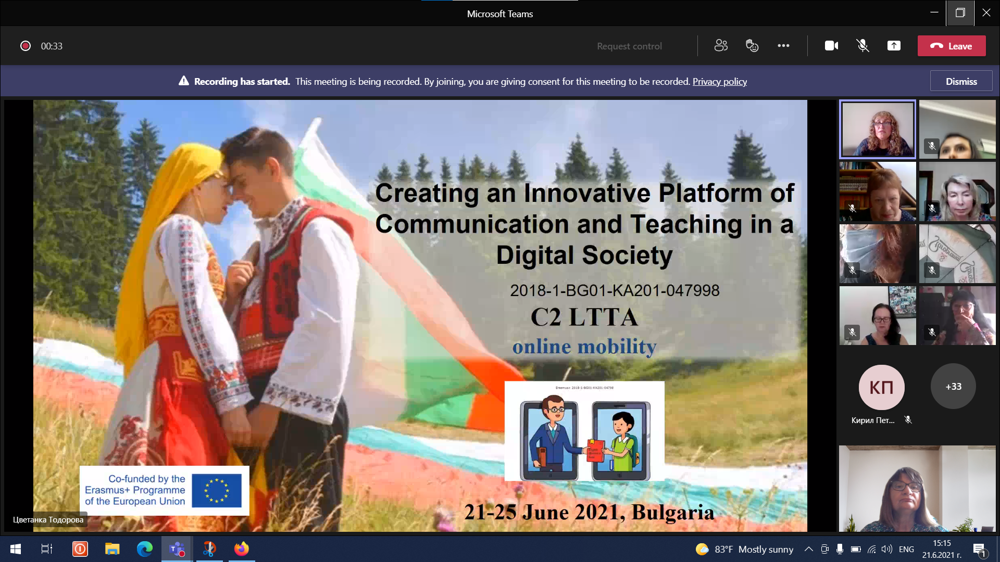 Microsoft Teams
00:33
Request control
Leave
Recording has started. This meeting is being recorded. By joining, you are giving consent for this meeting to be recorded. Privacy policy
Dismiss
Creating an Innovative Platform of
Communication and Teaching in a
Digital Society
2018-1-BG01-KA201-047998
C2 LTTA
online mobility
Erasmus+ 2018-1-BG01-KA201-04798
Co-funded by the
Erasmus+ Programme
of the European Union
21-25 June 2021, Bulgaria
Цветанка Тодорова
КП
+33
Кирил Пет...
83°F Mostly sunny
ENG
15:15
21.6.2021 г.
1